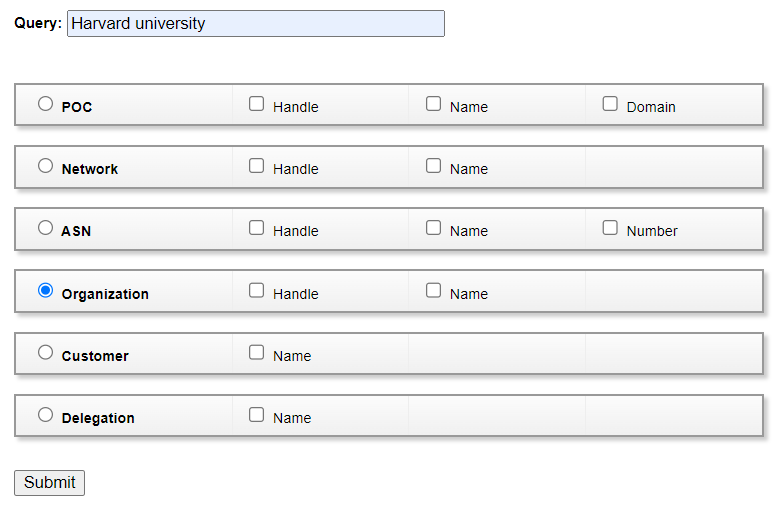 Query: Harvard university
POC Handle Name Domain
Network Handle Name
ASN Handle Name Number
Organization Handle Name
Customer Name
Delegation Name
Submit